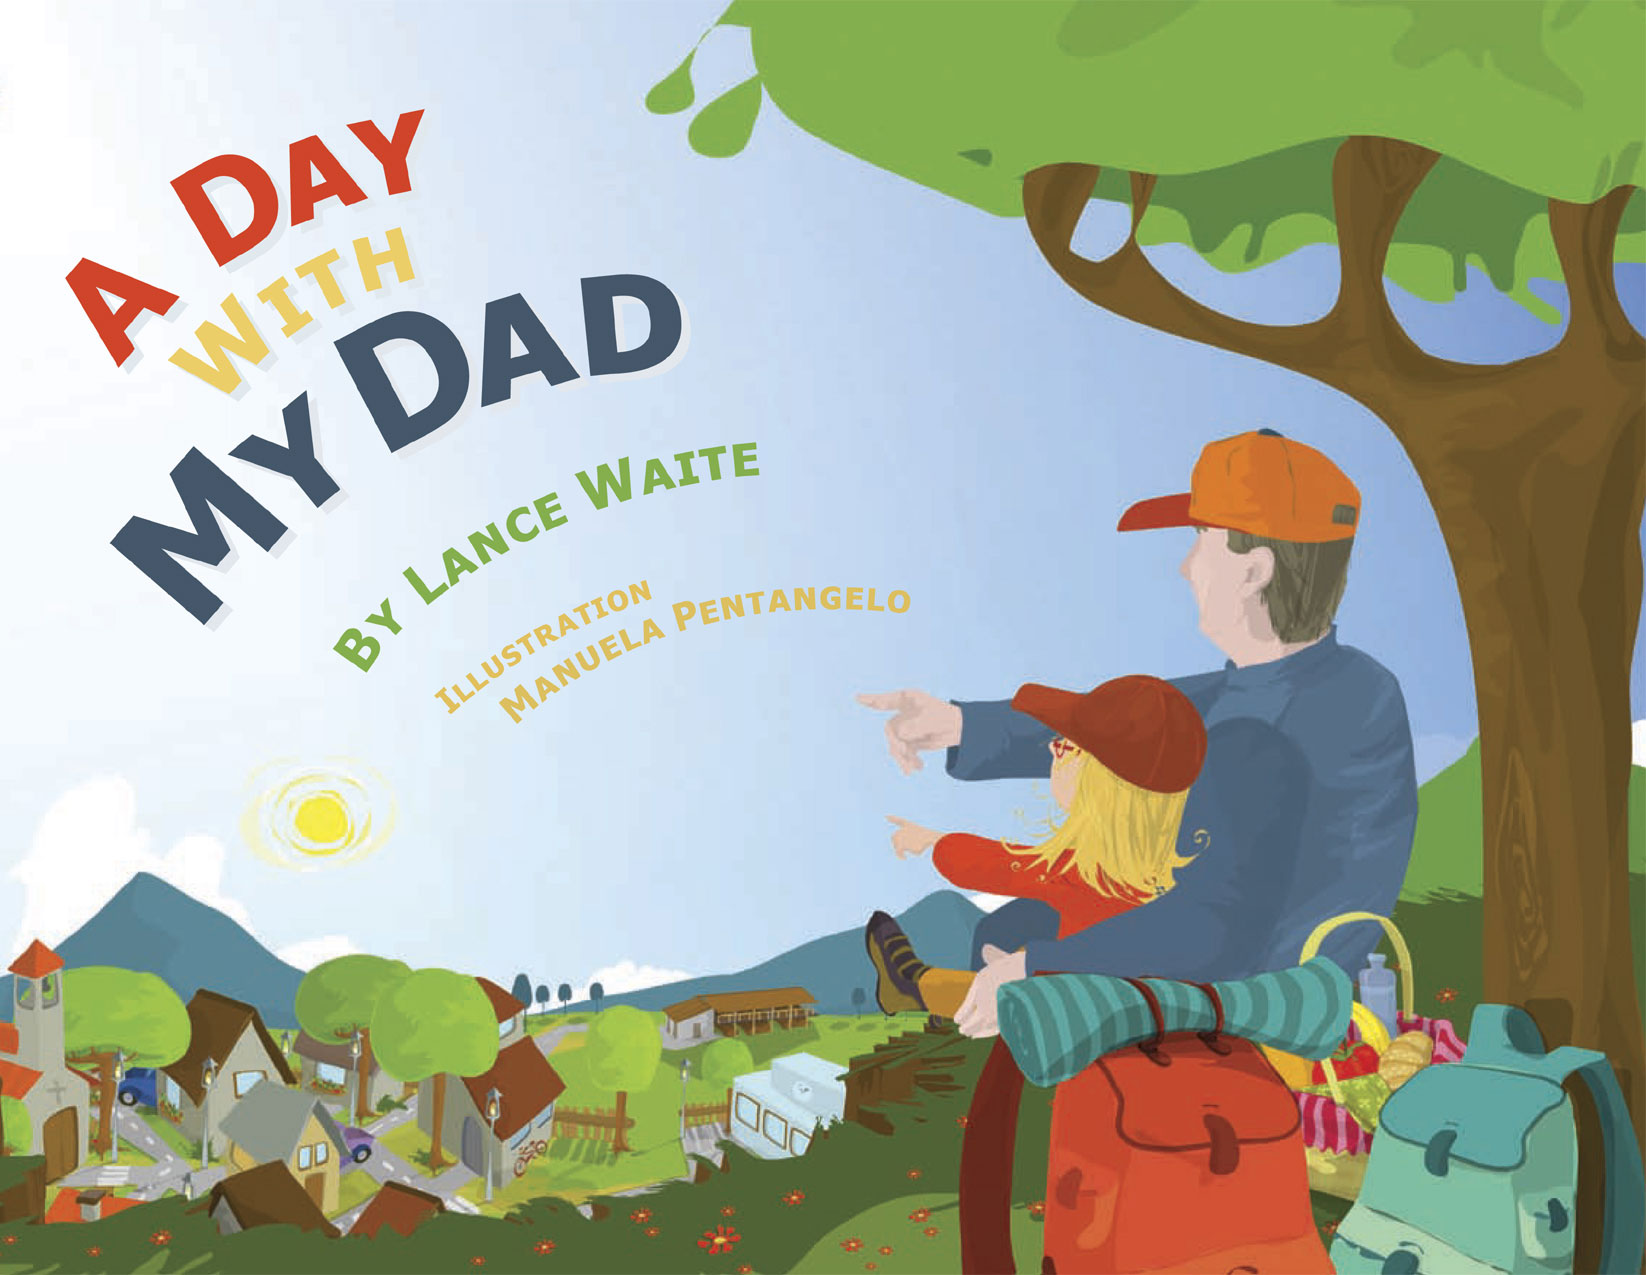 A DAY
WITH
MY DAD
BY LANCE WAITE
ILLUSTRATION
MANUELA PENTANGELO